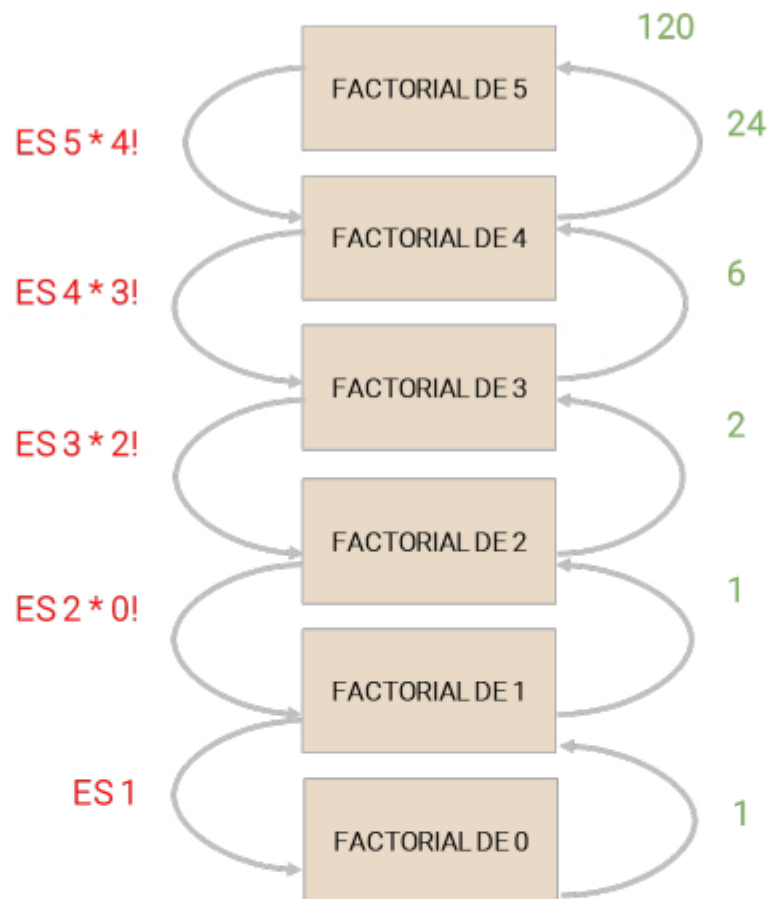 120
FACTORIAL DE 5
ES 5 * 4!
24
FACTORIAL DE 4
ES 4 * 3!
6
FACTORIAL DE 3
ES 3 * 2!
2
FACTORIAL DE 2
ES 2 * 0!
1
FACTORIAL DE 1
ES 1
1
FACTORIAL DE 0